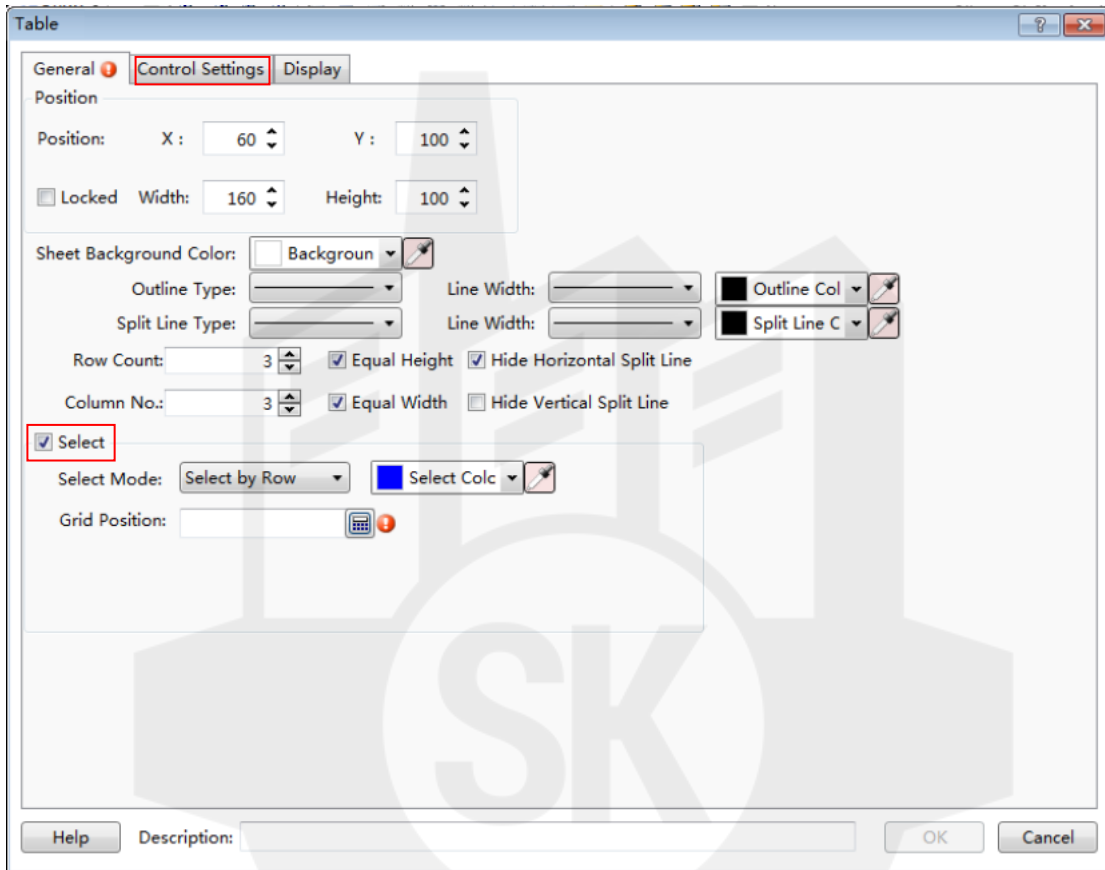 Table
General Control Settings Display
Position
Position: X : 60 Y : 100
Locked Width: 160 Height: 100
Sheet Background Color: Backgroun
Outline Type: Line Width: Outline Col
Split Line Type: Line Width: Split Line C
Row Count: 3 Equal Height Hide Horizontal Split Line
Column No.: 3 Equal Width Hide Vertical Split Line
Select
Select Mode: Select by Row Select Colc
Grid Position:
SK
Help Description: OK Cancel